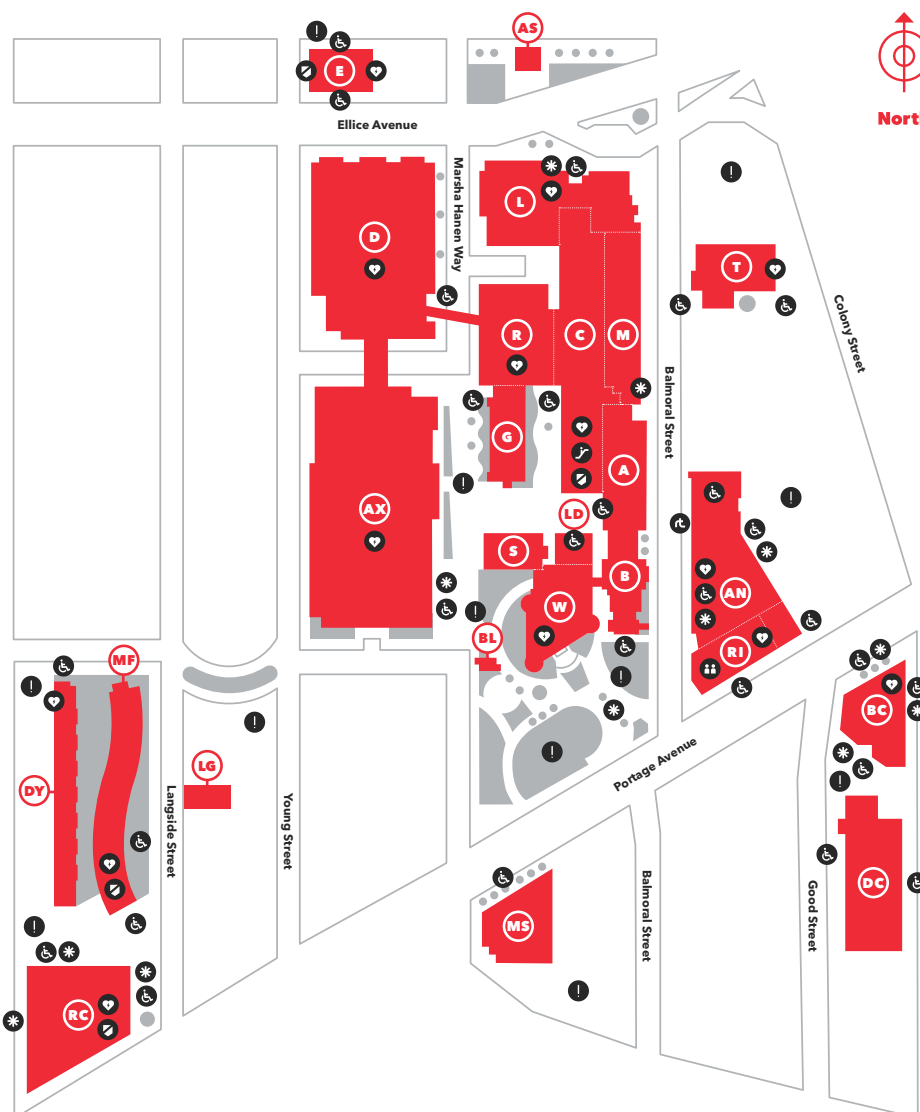 AS
E
North
Ellice Avenue
Marsha Hanen Way
L
D
T
Colony Street
R
C
M
Balmoral Street
G
A
AX
LD
S
B
W
AN
BL
RI
MF
BC
LG
DY
Portage Avenue
Langside Street
Young Street
Balmoral Street
Good Street
DC
MS
RC